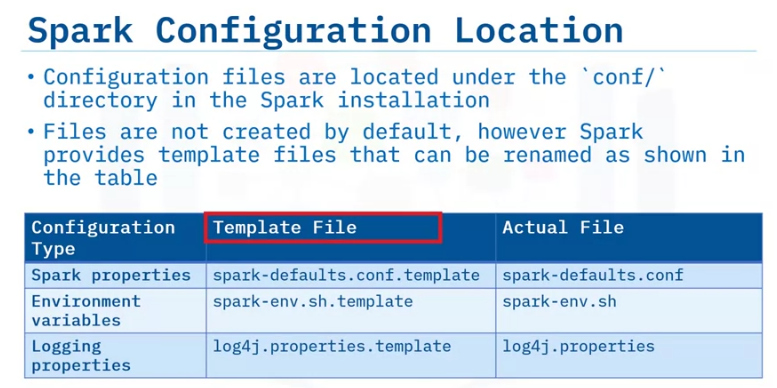 Spark Configuration Location
• Configuration files are located under the `conf/`
directory in the Spark installation
• Files are not created by default, however Spark
provides template files that can be renamed as shown in
the table
Configuration Type Template File Actual File
Spark properties spark-defaults.conf.template spark-defaults.conf
Environment variables spark-env.sh.template spark-env.sh
Logging properties log4j.properties.template log4j.properties